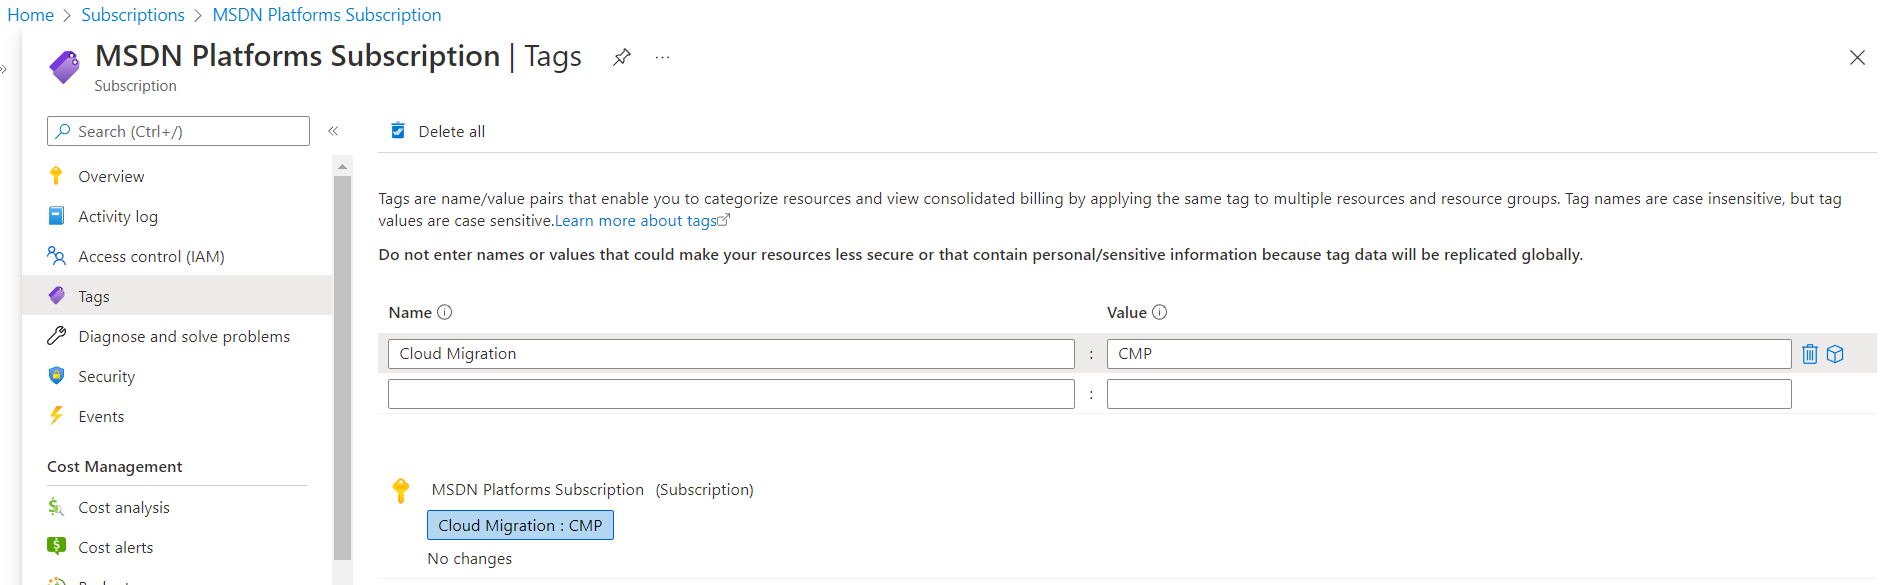 Home > Subscriptions > MSDN Platforms Subscription
MSDN Platforms Subscription | Tags ...
Subscription
Search (Ctrl+/)
«
Overview
Activity log
Access control (IAM)
Tags
Diagnose and solve problems
Security
Events
Cost Management
Cost analysis
Cost alerts
Delete all
Tags are name/value pairs that enable you to categorize resources and view consolidated billing by applying the same tag to multiple resources and resource groups. Tag names are case insensitive, but tag
values are case sensitive.Learn more about tags
Do not enter names or values that could make your resources less secure or that contain personal/sensitive information because tag data will be replicated globally.
Name Value
Cloud Migration : CMP
:
MSDN Platforms Subscription (Subscription)
Cloud Migration : CMP
No changes